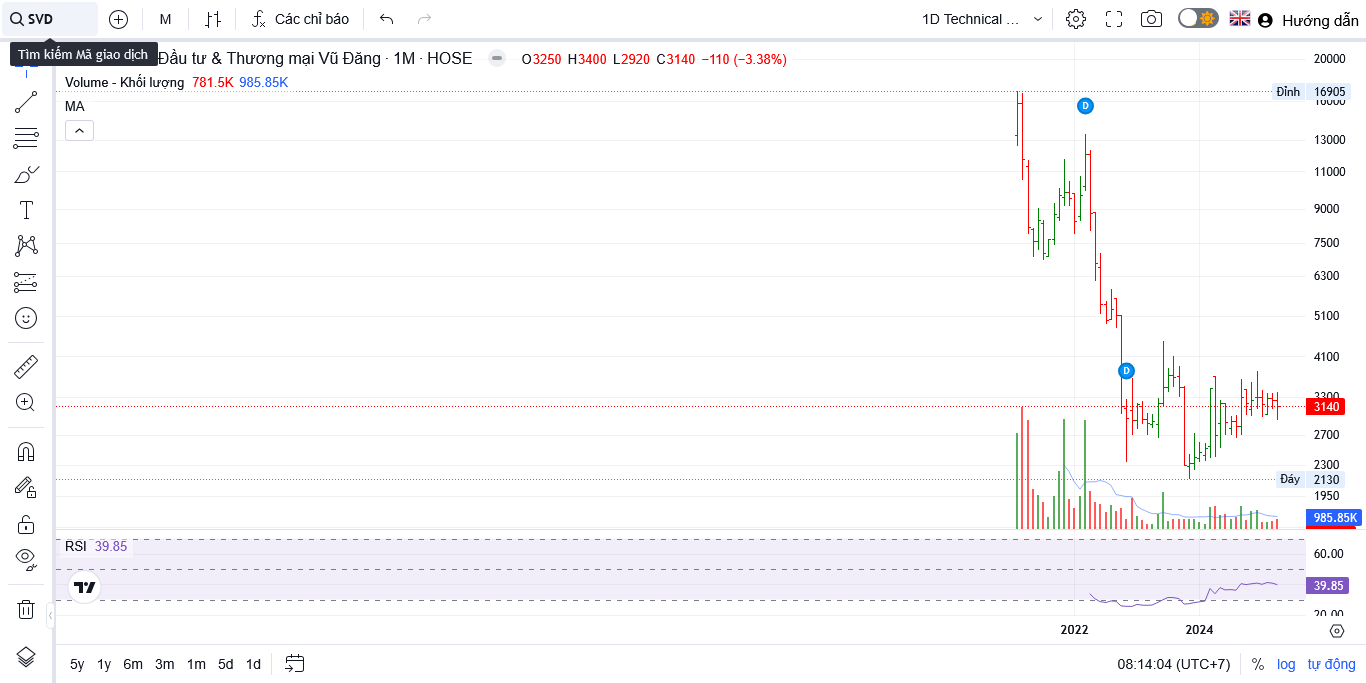 SVD
M
Các chỉ báo
1D Technical ...
Hướng dẫn
Tìm kiếm Mã giao dịch
Đầu tư & Thương mại Vũ Đăng · 1M · HOSE
O3250 H3400 L2920 C3140 −110 (−3.38%)
Volume - Khối lượng 781.5K 985.85K
MA
20000
Đỉnh 16905
16000
13000
11000
9000
7500
6300
5100
4100
3300
3140
2700
2300
Đáy 2130
1950
985.85K
D
D
RSI 39.85
60.00
39.85
20.00
2022 2024
5y 1y 6m 3m 1m 5d 1d
08:14:04 (UTC+7) % log tự động